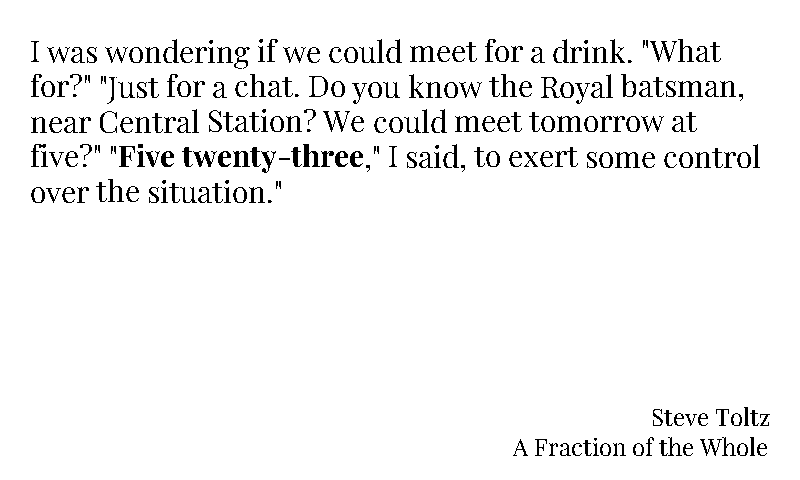 I was wondering if we could meet for a drink. "What
for?" "Just for a chat. Do you know the Royal batsman,
near Central Station? We could meet tomorrow at
five?" "Five twenty-three," I said, to exert some control
over the situation."
Steve Toltz
A Fraction of the Whole